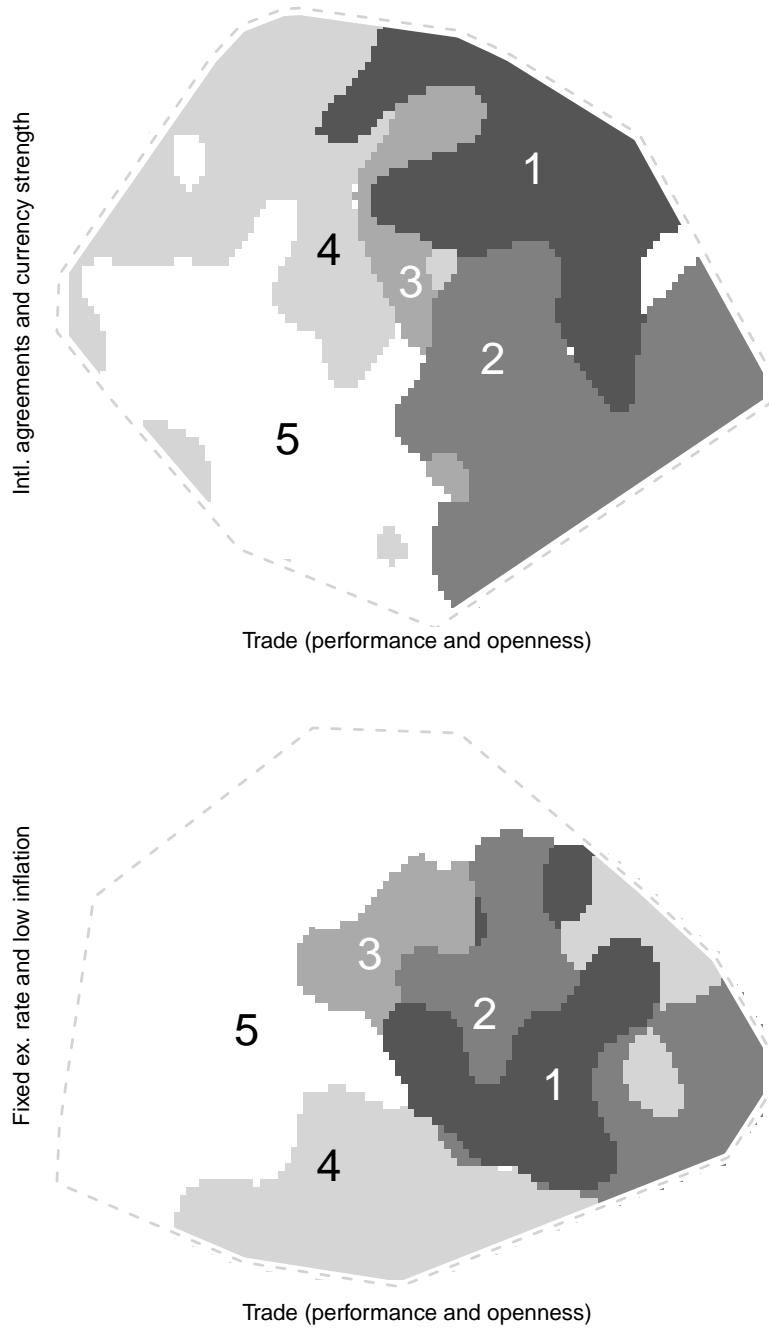 Intl. agreements and currency strength
1
4
3
2
5
Trade (performance and openness)
Fixed ex. rate and low inflation
3
2
5
1
4
Trade (performance and openness)